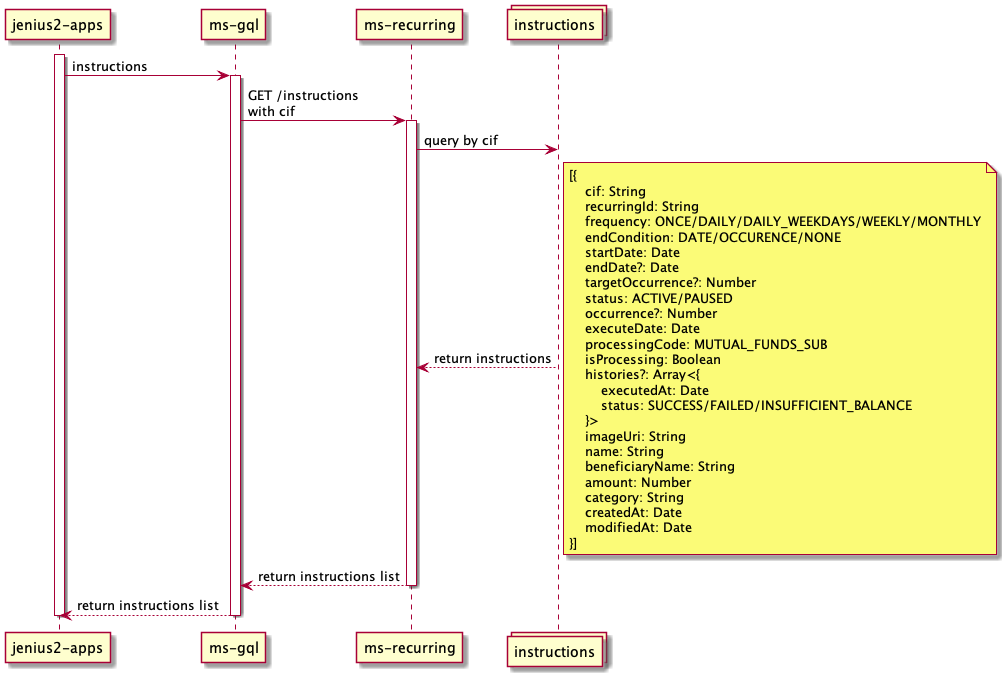 jenius2-apps
ms-gql
ms-recurring
instructions
instructions
GET /instructions
with cif
query by cif
[{
cif: String
recurringId: String
frequency: ONCE/DAILY/DAILY_WEEKDAYS/WEEKLY/MONTHLY
endCondition: DATE/OCCURENCE/NONE
startDate: Date
endDate?: Date
targetOccurrence?: Number
status: ACTIVE/PAUSED
occurrence?: Number
executeDate: Date
processingCode: MUTUAL_FUNDS_SUB
isProcessing: Boolean
histories?: Array<{
executedAt: Date
status: SUCCESS/FAILED/INSUFFICIENT_BALANCE
}>
imageUri: String
name: String
beneficiaryName: String
amount: Number
category: String
createdAt: Date
modifiedAt: Date
}]
return instructions
return instructions list
return instructions list
jenius2-apps
ms-gql
ms-recurring
instructions